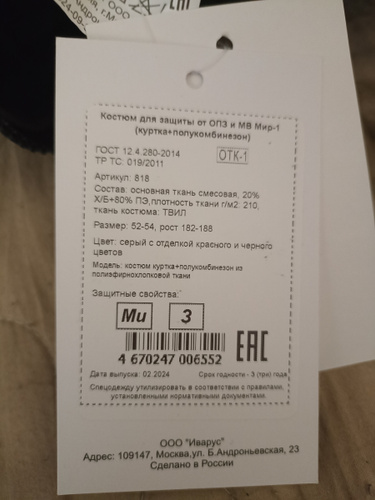 ООО
24-09-
Костюм для защиты от ОПЗ и МВ Мир-1
(куртка+полукомбинезон)
ГОСТ 12.4.280-2014
ТР ТС: 019/2011
ОТК-1
Артикул: 818
Состав: основная ткань смесовая, 20%
Х/Б+80% ПЭ,плотность ткани г/м2: 210,
ткань костюма: ТВИЛ
Размер: 52-54, рост 182-188
Цвет: серый с отделкой красного и черного
цветов
Модель: костюм куртка+полукомбинезон из
полиэфирнохлопковой ткани
Защитные свойства:
Ми
З
4 670247 006552
ЕАС
Дата выпуска: 02.2024
Срок годности - 3 (три) года
Спецодежду утилизировать в соответствии с правилами,
установленными нормативными документами.
ООО "Иварус"
Адрес: 109147, Москва,ул. Б.Андроньевская, 23
Сделано в России